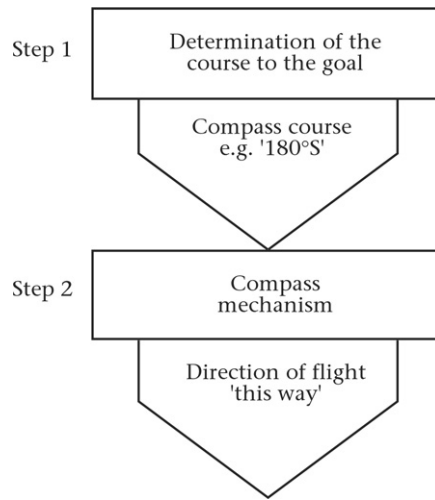 Step 1
Determination of the
course to the goal
Compass course
e.g. '180°S'
Step 2
Compass
mechanism
Direction of flight
'this way'